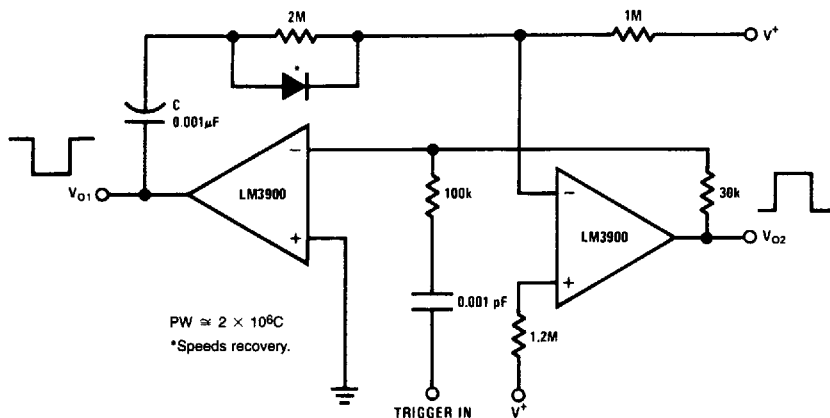 2M
1M
V+
*
C
0.001μF
−
LM3900
+
VO1
100k
−
LM3900
+
30k
VO2
0.001 pF
1.2M
PW ≅ 2 × 10⁶C
*Speeds recovery.
TRIGGER IN
V+